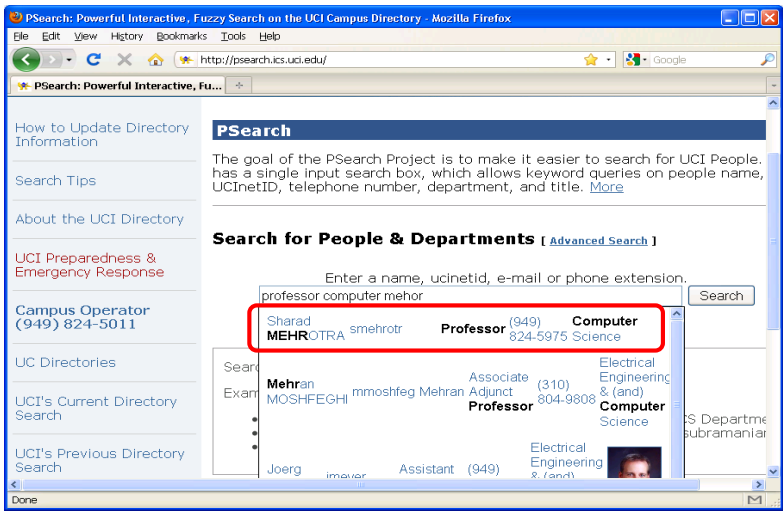 PSearch: Powerful Interactive, Fuzzy Search on the UCI Campus Directory - Mozilla Firefox
File Edit View History Bookmarks Tools Help
http://psearch.ics.uci.edu/
Google
PSearch: Powerful Interactive, Fu...
How to Update Directory
Information
Search Tips
About the UCI Directory
UCI Preparedness &
Emergency Response
Campus Operator
(949) 824-5011
UC Directories
UCI's Current Directory
Search
UCI's Previous Directory
Search
PSearch
The goal of the PSearch Project is to make it easier to search for UCI People.
has a single input search box, which allows keyword queries on people name,
UCInetID, telephone number, department, and title. More
Search for People & Departments [ Advanced Search ]
Enter a name, ucinetid, e-mail or phone extension.
professor computer mehor
Search
Sharad
MEHROTRA smehrotr Professor (949)
824-5975 Computer
Science
Mehran
MOSHFEGHI mmoshfeg Mehran Associate
Adjunct
Professor (310)
804-9808 Electrical
Engineering
& (and)
Computer
Science
Joerg
Assistant (949)
Electrical
Engineering
& (and)
Sear
Exam
CS Departme
subramanian
Done